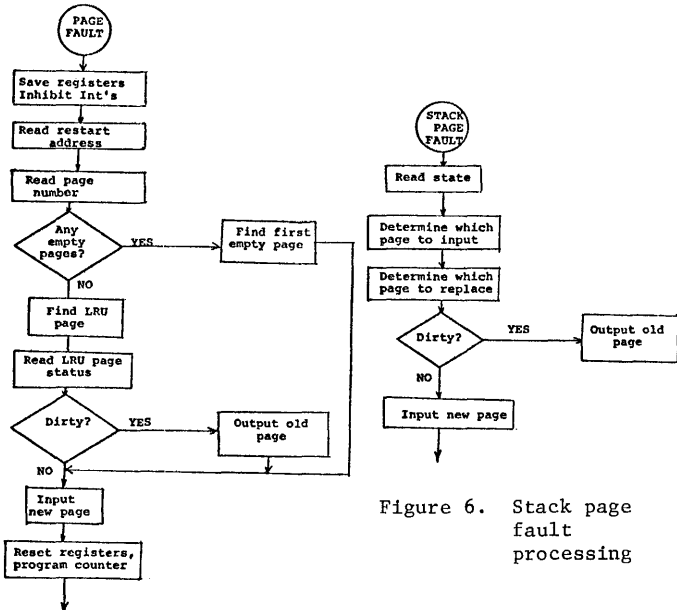 PAGE
FAULT
Save registers
Inhibit Int's
Read restart
address
Read page
number
Any
empty
pages?
YES
Find first
empty page
NO
Find LRU
page
Read LRU page
status
Dirty?
YES
Output old
page
NO
Input
new page
Reset registers,
program counter
STACK
PAGE
FAULT
Read state
Determine which
page to input
Determine which
page to replace
Dirty?
YES
Output old
page
NO
Input new page
Figure 6. Stack page
fault
processing